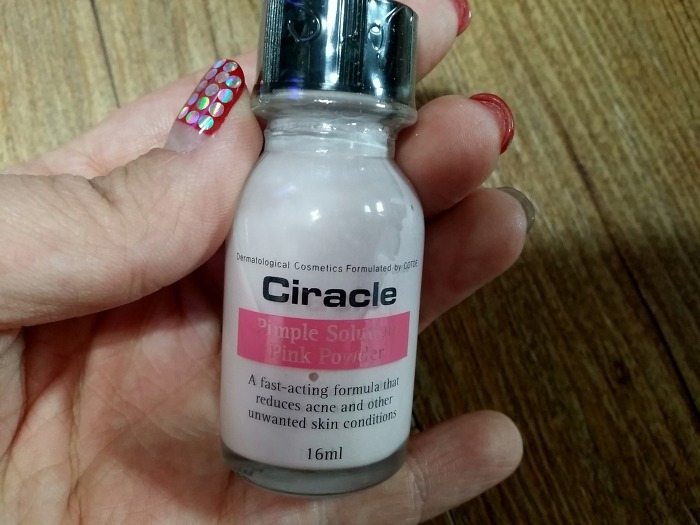 Dermatological Cosmetics Formulated by COTDE
Ciracle
Pimple Solution
Pink Powder
A fast-acting formula that
reduces acne and other
unwanted skin conditions
16ml